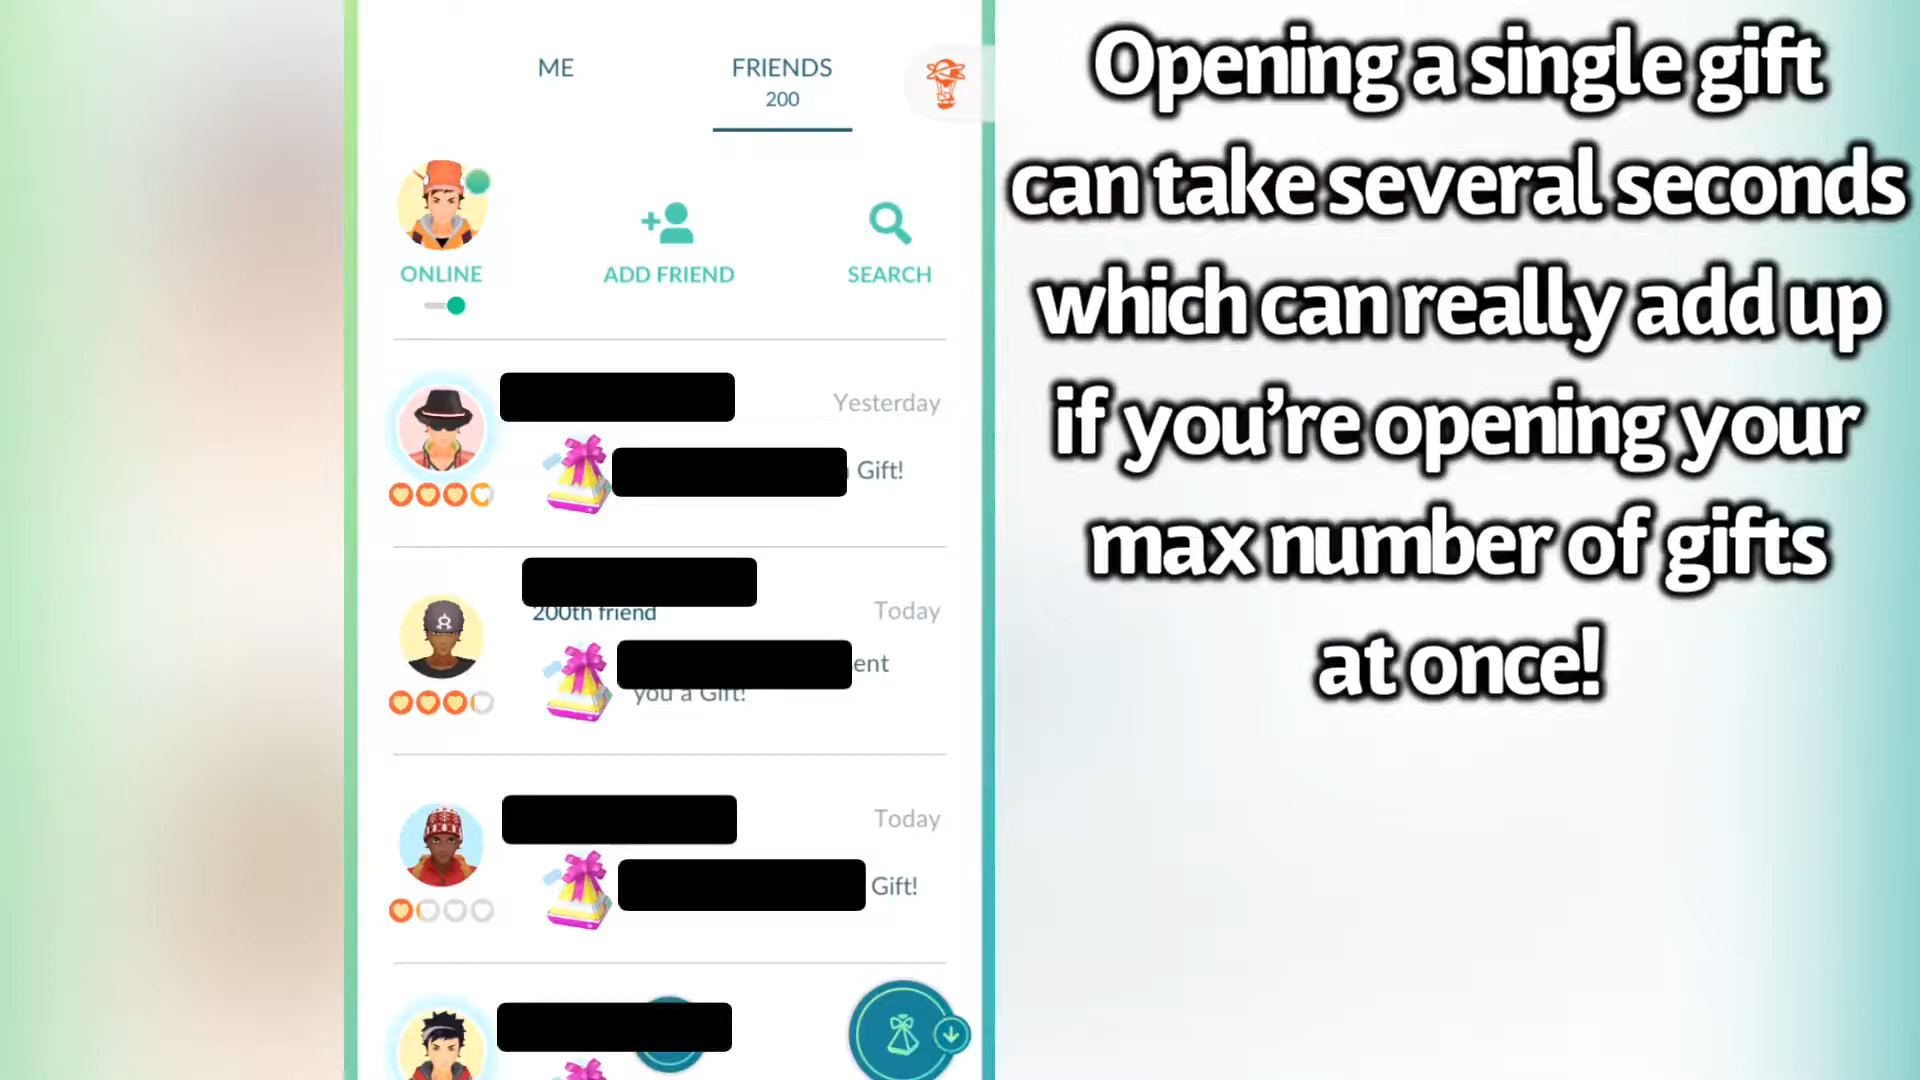 ME
FRIENDS
200
ONLINE
ADD FRIEND
SEARCH
Yesterday
Gift!
200th friend
Today
ent
you a Gift!
Today
Gift!
Opening a single gift
can take several seconds
which can really add up
if you're opening your
max number of gifts
at once!